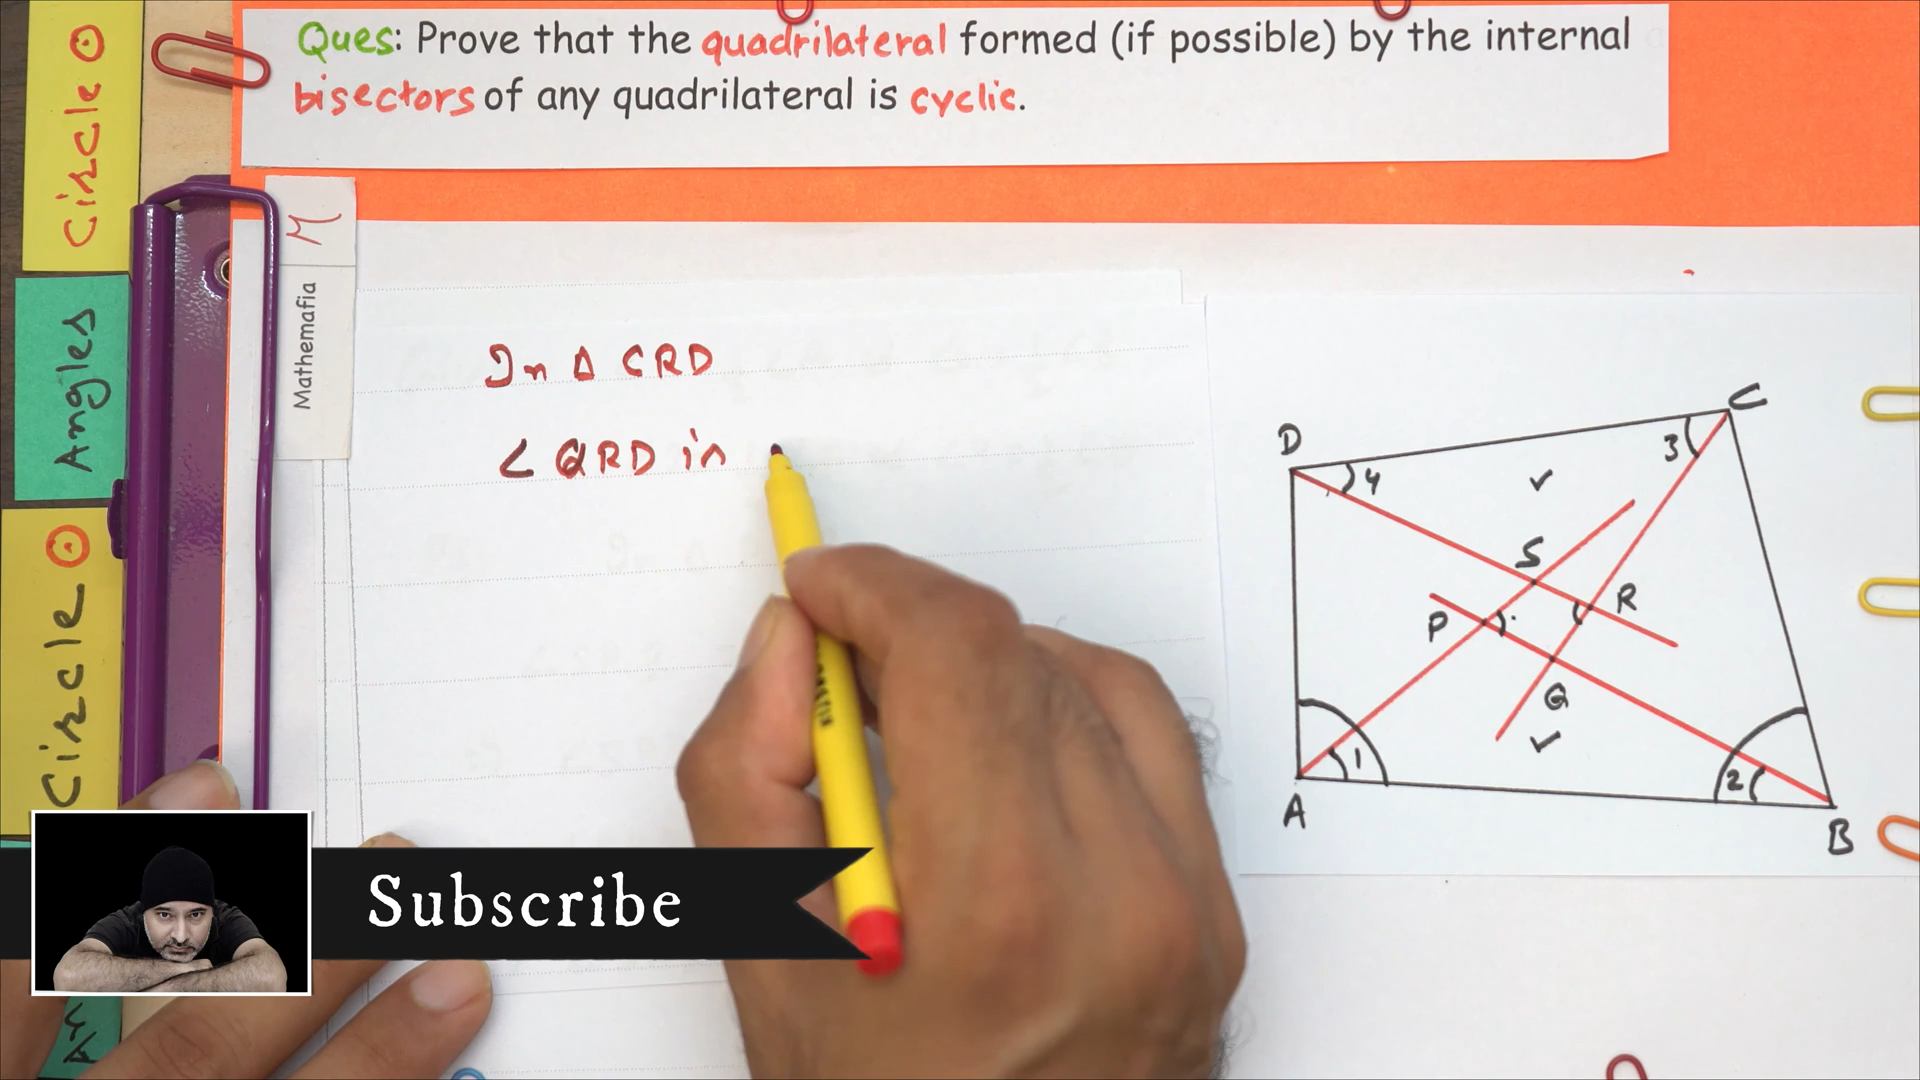 Ques: Prove that the quadrilateral formed (if possible) by the internal
bisectors of any quadrilateral is cyclic.
Circle
Angles
Circle
M
Mathemafia
In Δ CRD
∠ QRD in
D
C
4
3
S
R
P
Q
1
2
A
B
Subscribe